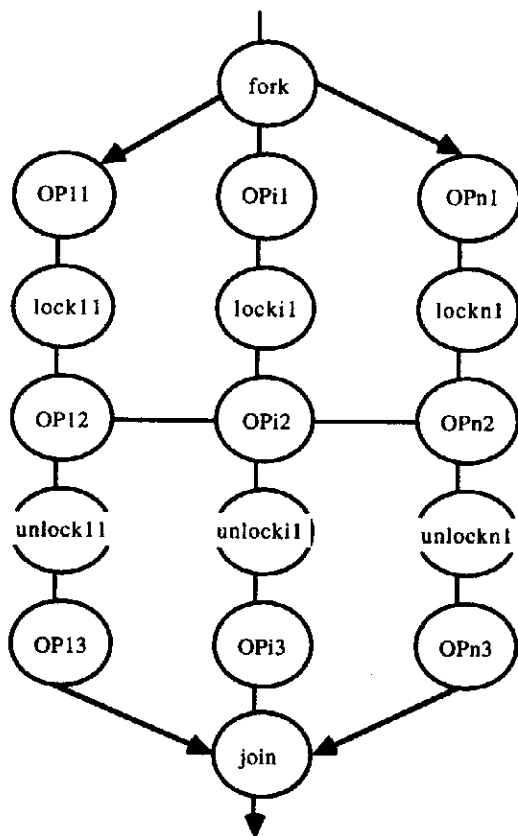 fork
OP11 OPi1 OPn1
lock11 locki1 lockn1
OP12 OPi2 OPn2
unlock11 unlocki1 unlockn1
OP13 OPi3 OPn3
join